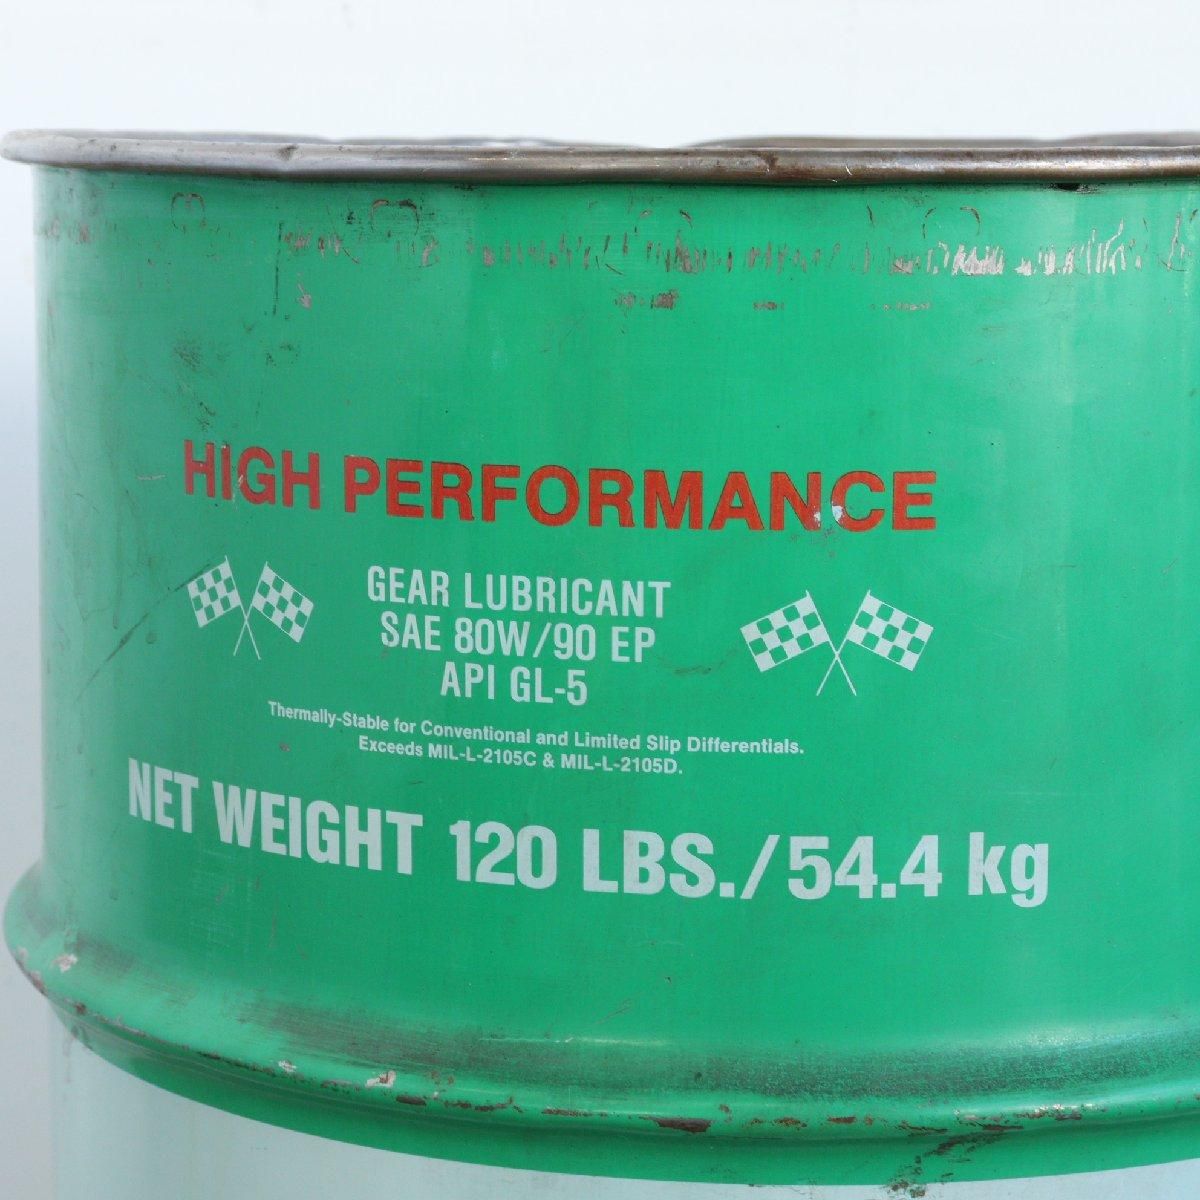 HIGH PERFORMANCE
GEAR LUBRICANT
SAE 80W/90 EP
API GL-5
Thermally-Stable for Conventional and Limited Slip Differentials.
Exceeds MIL-L-2105C & MIL-L-2105D.
NET WEIGHT 120 LBS./54.4 kg